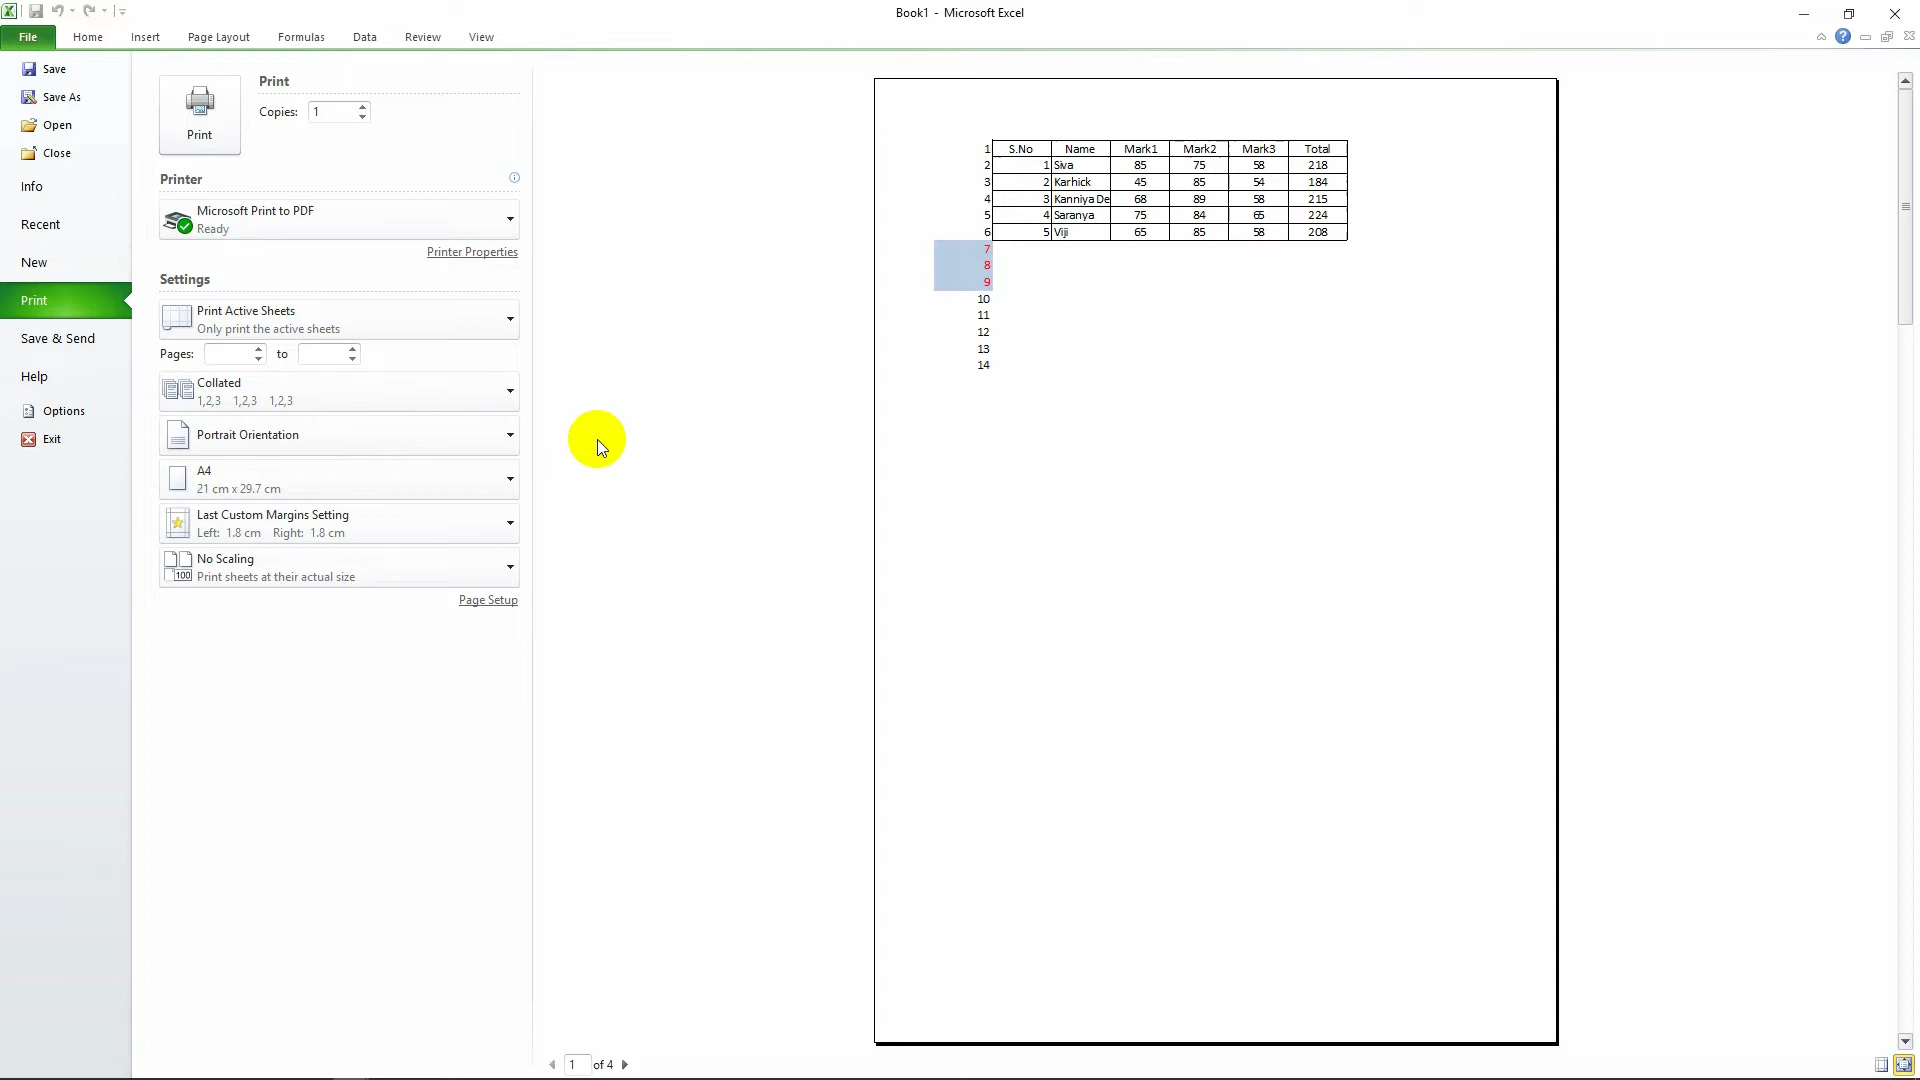 Book1 - Microsoft Excel
File Home Insert Page Layout Formulas Data Review View
Save
Save As
Open
Close
Info
Recent
New
Print
Save & Send
Help
Options
Exit
Print
Print
Copies: 1
Printer
Microsoft Print to PDF
Ready
Printer Properties
Settings
Print Active Sheets
Only print the active sheets
Pages: to
Collated
1,2,3 1,2,3 1,2,3
Portrait Orientation
A4
21 cm x 29.7 cm
Last Custom Margins Setting
Left: 1.8 cm Right: 1.8 cm
No Scaling
100
Print sheets at their actual size
Page Setup
1 S.No Name Mark1 Mark2 Mark3 Total
2 1 Siva 85 75 58 218
3 2 Karhick 45 85 54 184
4 3 Kanniya De 68 89 58 215
5 4 Saranya 75 84 65 224
6 5 Viji 65 85 58 208
7
8
9
10
11
12
13
14
1 of 4